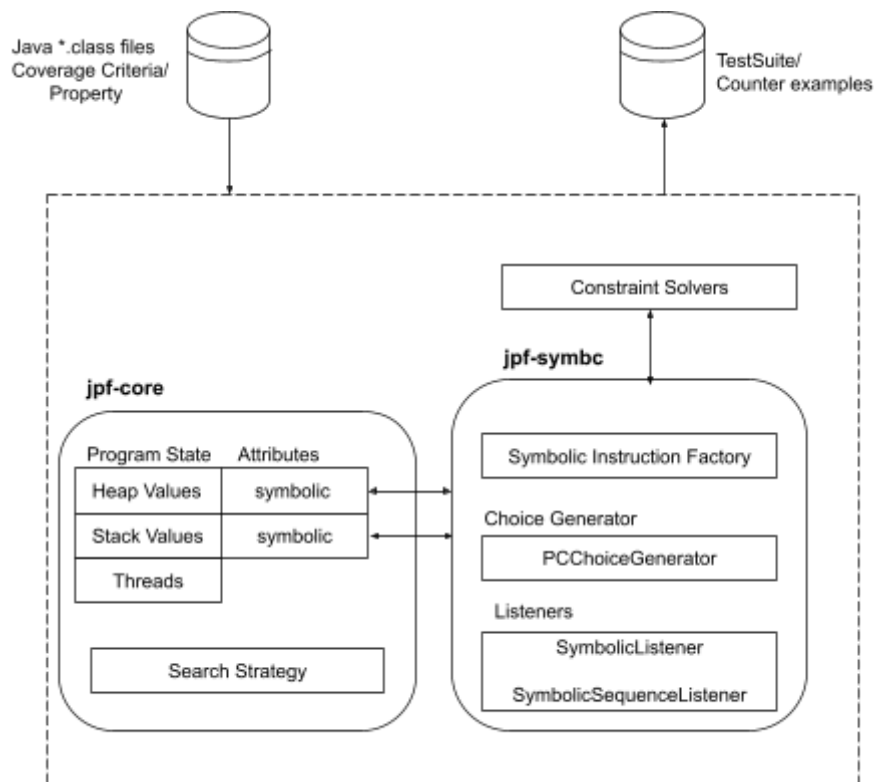 Java *.class files
Coverage Criteria/
Property
TestSuite/
Counter examples
Constraint Solvers
jpf-symbc
jpf-core
Program State Attributes
Heap Values symbolic
Stack Values symbolic
Threads
Search Strategy
Symbolic Instruction Factory
Choice Generator
PCChoiceGenerator
Listeners
SymbolicListener
SymbolicSequenceListener